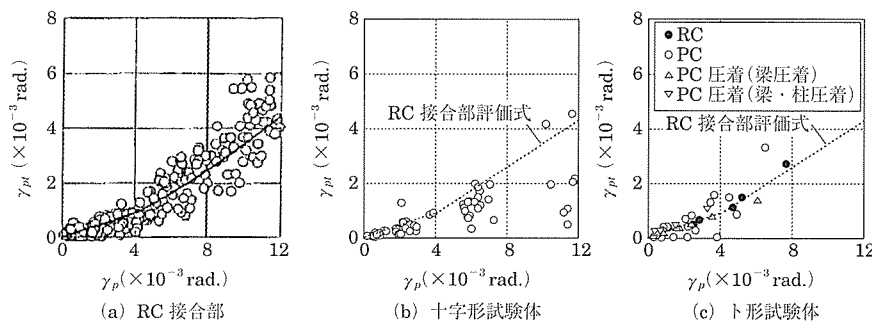 8
6
4
2
0
γpt (×10⁻³ rad.)
0 4 8 12
γp(×10⁻³ rad.)
(a) RC 接合部
8
6
4
2
0
γpt (×10⁻³ rad.)
RC 接合部評価式
0 4 8 12
γp(×10⁻³ rad.)
(b) 十字形試験体
8
6
4
2
0
γpt (×10⁻³ rad.)
RC
PC
PC 圧着(梁圧着)
PC 圧着(梁・柱圧着)
RC 接合部評価式
0 4 8 12
γp(×10⁻³ rad.)
(c) ト形試験体